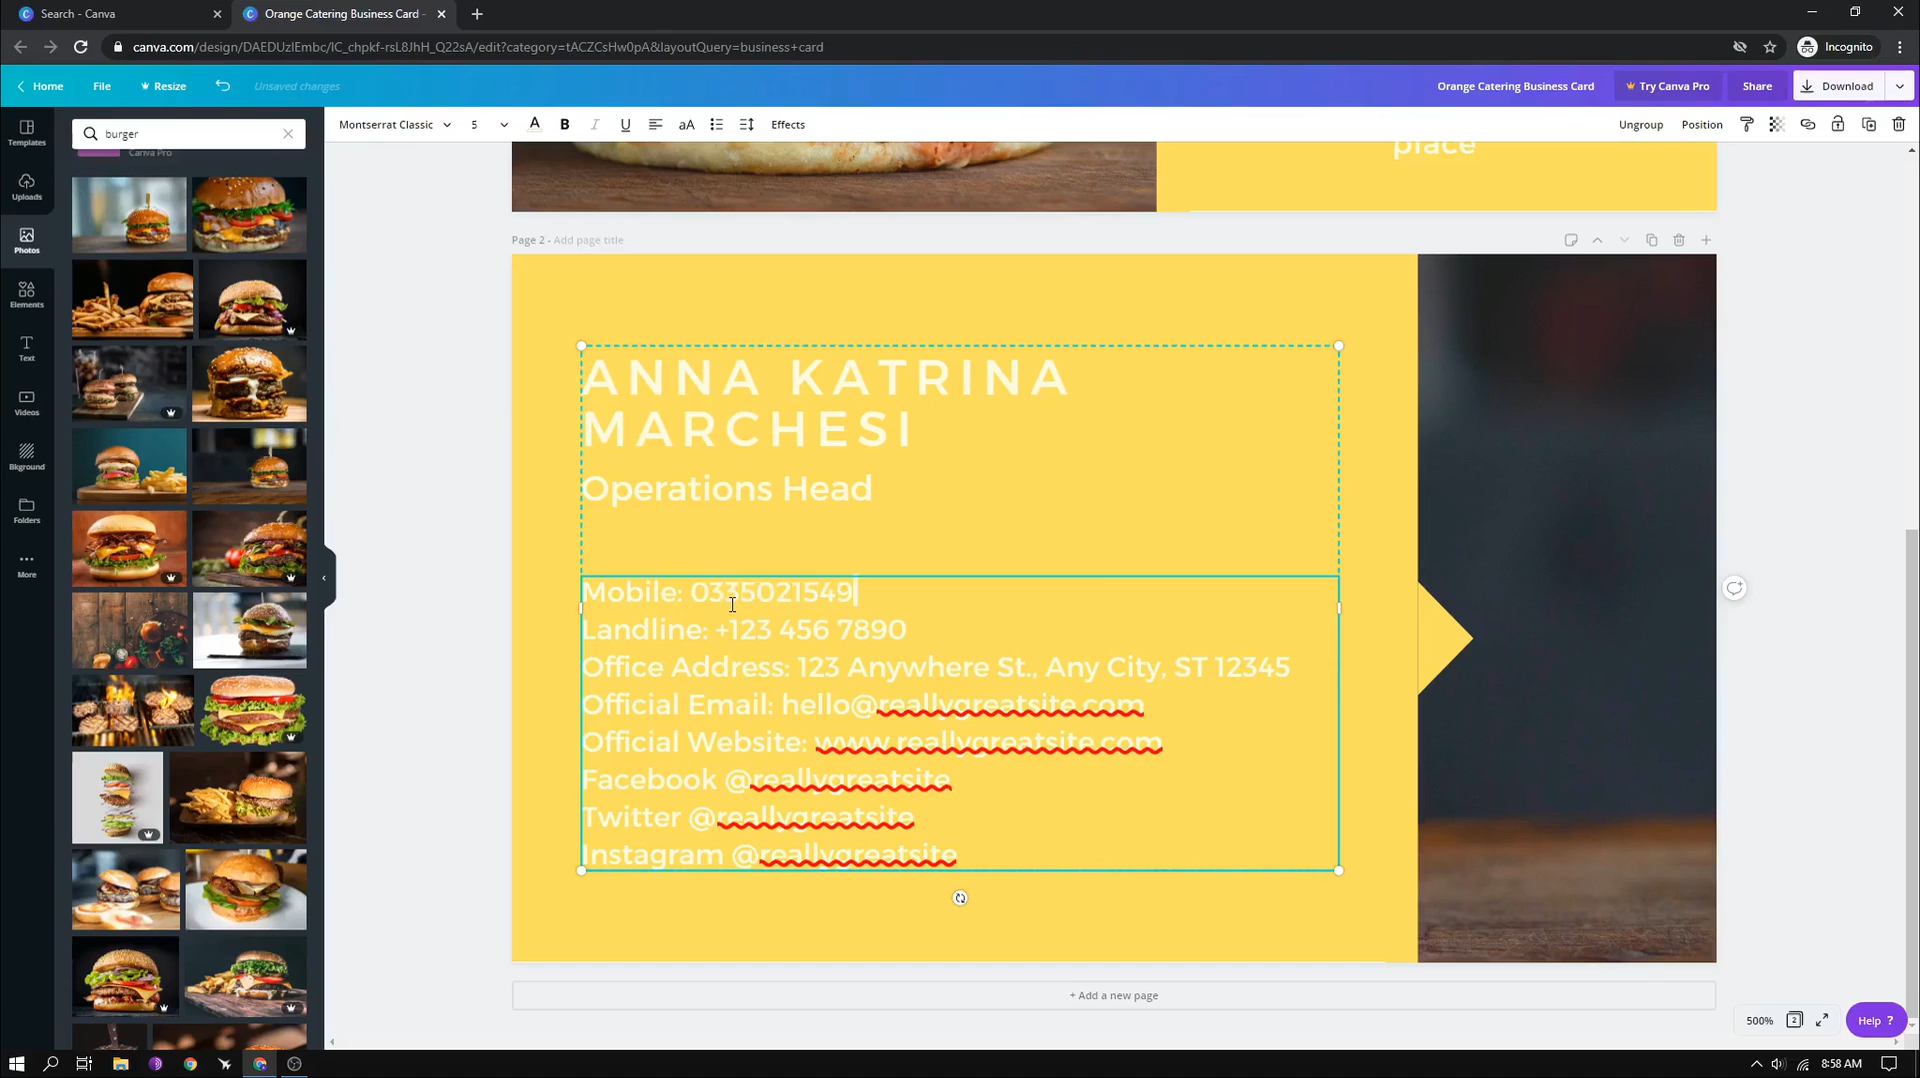 Search - Canva
Orange Catering Business Card -
canva.com/design/DAEDUzlEmbc/IC_chpkf-rsL8JhH_Q22sA/edit?category=tACZCsHw0pA&layoutQuery=business+card
Incognito
Home
File
Resize
Unsaved changes
Orange Catering Business Card
Try Canva Pro
Share
Download
Templates
Uploads
Photos
Elements
Text
Videos
Bkground
Folders
More
burger
Canva Pro
Montserrat Classic
5
A
B
I
U
aA
Effects
Ungroup
Position
place
Page 2 - Add page title
ANNA KATRINA
MARCHESI
Operations Head
Mobile: 0335021549
Landline: +123 456 7890
Office Address: 123 Anywhere St., Any City, ST 12345
Official Email: hello@reallygreatsite.com
Official Website: www.reallygreatsite.com
Facebook @reallygreatsite
Twitter @reallygreatsite
Instagram @reallygreatsite
+ Add a new page
500%
2
Help ?
8:58 AM